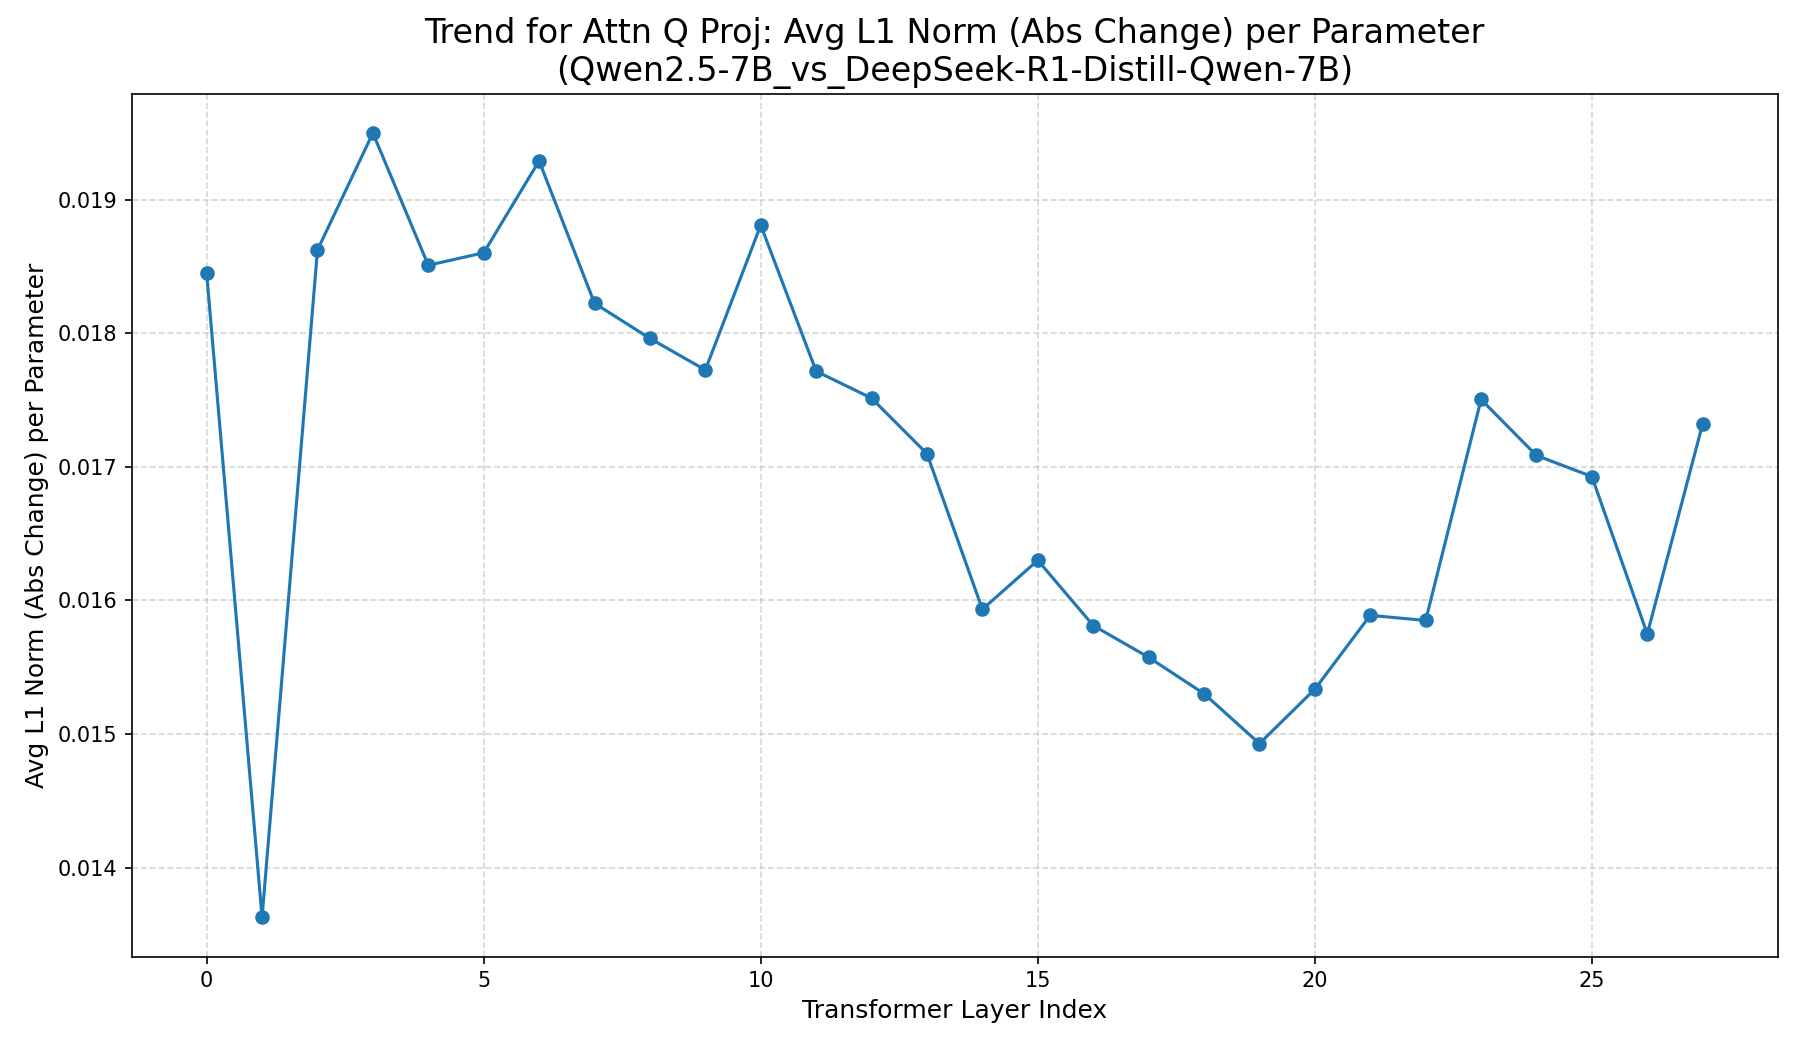 Trend for Attn Q Proj: Avg L1 Norm (Abs Change) per Parameter
(Qwen2.5-7B_vs_DeepSeek-R1-Distill-Qwen-7B)
Avg L1 Norm (Abs Change) per Parameter
0.019
0.018
0.017
0.016
0.015
0.014
0 5 10 15 20 25
Transformer Layer Index